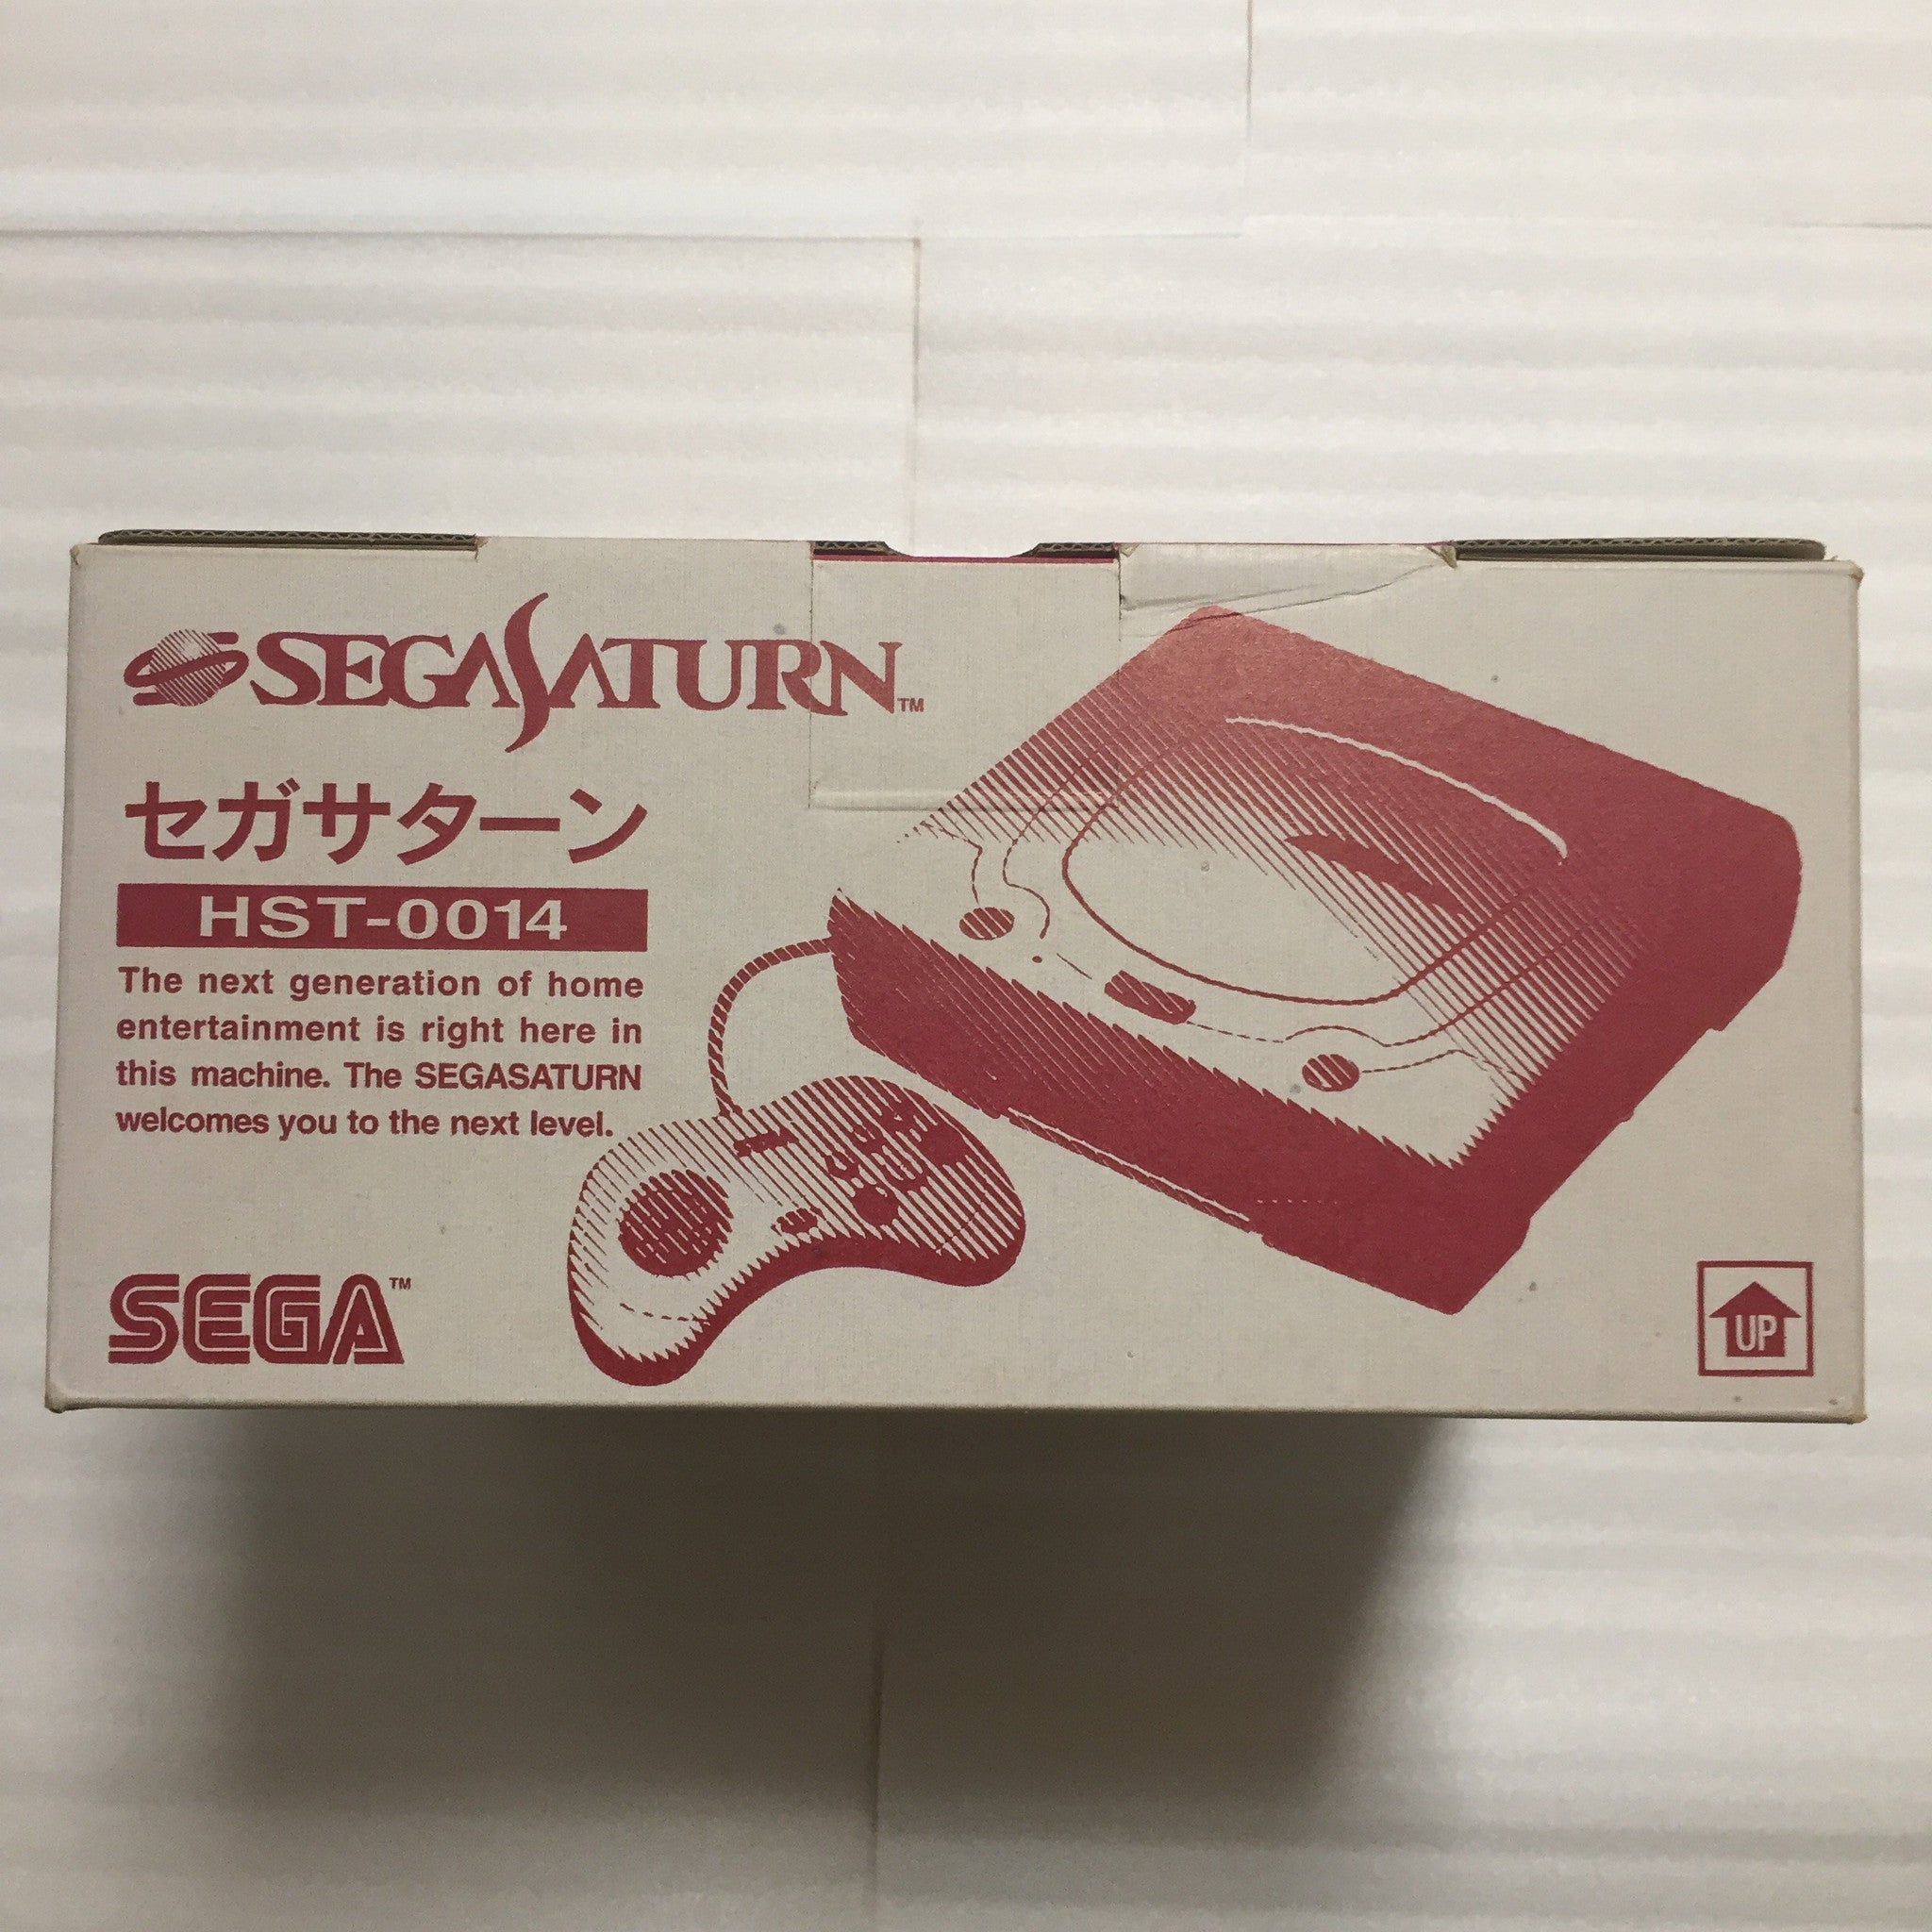 SEGASATURN™
セガサターン
HST-0014
The next generation of home
entertainment is right here in
this machine. The SEGASATURN
welcomes you to the next level.
SEGA™
UP